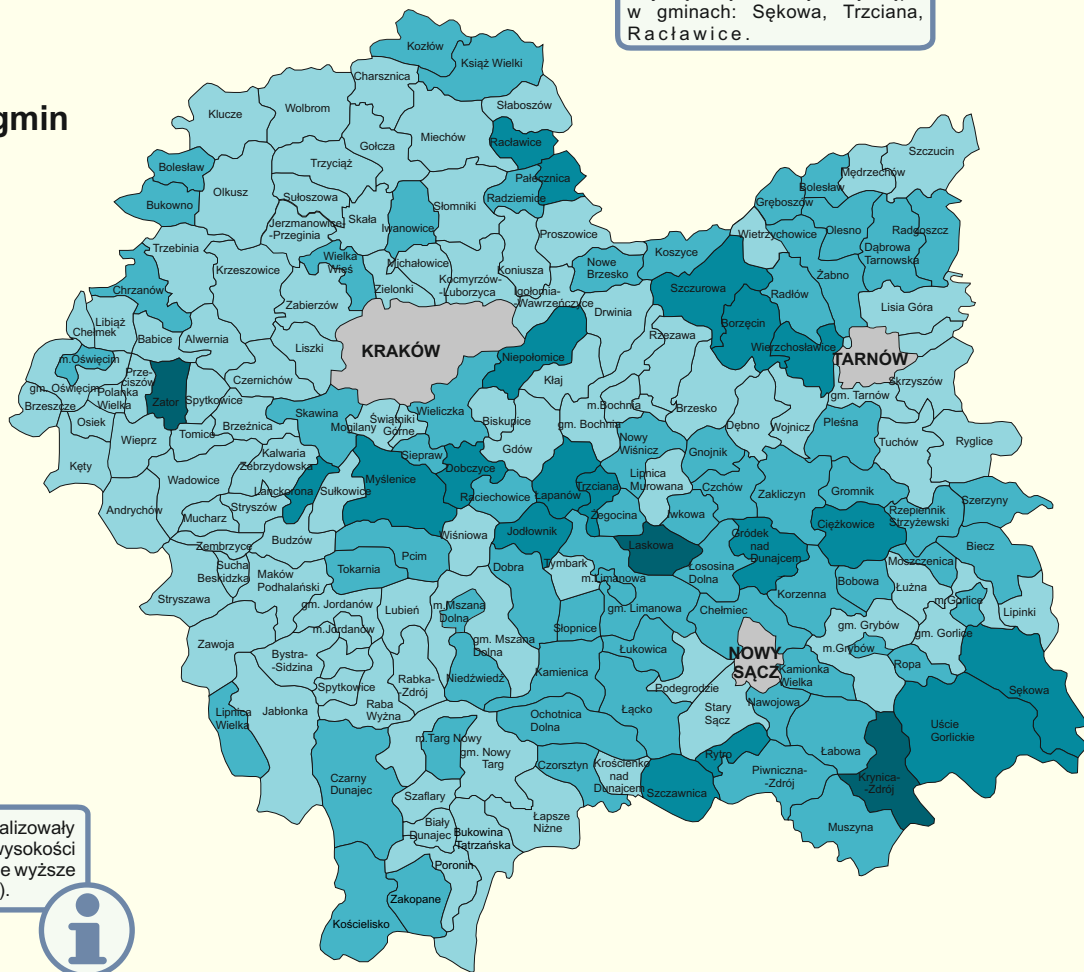 w gminach: Sękowa, Trzciana,
Racławice.
gmin
Kozłów
Książ Wielki
Charsznica
Słaboszów
Klucze
Wolbrom
Miechów
Racławice
Gołcza
Szczucin
Bolesław
Trzyciąż
Mędrzechów
Pałecznica
Olkusz
Sułoszowa
Radziemice
Bolesław
Bukowno
Słomniki
Gręboszów
Jerzmanowice-
-Przeginia
Skała
Iwanowice
Proszowice
Wietrzychowice
Olesno
Radgoszcz
Trzebinia
Wielka
Wieś
Michałowice
Koszyce
Dąbrowa
Tarnowska
Krzeszowice
Zielonki
Kocmyrzów-
-Luborzyca
Koniusza
Nowe
Brzesko
Żabno
Chrzanów
Zabierzów
Igołomia-
-Wawrzeńczyce
Szczurowa
Radłów
Lisia Góra
Libiąż
Chełmek
Babice
Alwernia
Liszki
KRAKÓW
Drwinia
Borzęcin
Rzezawa
Wierzchosławice
TARNÓW
m.Oświęcim
Niepołomice
gm. Oświęcim
Prze-
ciszów
Polanka
Wielka
Zator
Spytkowice
Czernichów
Kłaj
Skrzyszów
gm. Tarnów
Brzeszcze
Osiek
Tomice
Brzeźnica
Skawina
Mogilany
Świątniki
Górne
Wieliczka
Biskupice
m.Bochnia
gm. Bochnia
Brzesko
Dębno
Wojnicz
Pleśna
Tuchów
Ryglice
Wieprz
Kalwaria
Zebrzydowska
Siepraw
Gdów
Nowy
Wiśnicz
Gnojnik
Kęty
Wadowice
Lanckorona
Sułkowice
Myślenice
Dobczyce
Raciechowice
Łapanów
Trzciana
Lipnica
Murowana
Czchów
Zakliczyn
Gromnik
Szerzyny
Andrychów
Stryszów
Mucharz
Żegocina
Iwkowa
Rzepiennik
Strzyżewski
Zembrzyce
Budzów
Wiśniowa
Jodłownik
Laskowa
Gródek
nad
Dunajcem
Ciężkowice
Biecz
Sucha
Beskidzka
Maków
Podhalański
Tokarnia
Pcim
Dobra
Tymbark
m.Limanowa
Łososina
Dolna
Moszczenica
Stryszawa
gm. Jordanów
Lubień
m.Mszana
Dolna
gm. Limanowa
Chełmiec
Korzenna
Bobowa
Łużna
m.Gorlice
Lipinki
m.Jordanów
Słopnice
gm. Grybów
gm. Gorlice
Zawoja
Bystra-
-Sidzina
gm. Mszana
Dolna
Łukowica
NOWY
SĄCZ
m.Grybów
Kamionka
Wielka
Ropa
Spytkowice
Rabka-
Zdrój
Niedźwiedź
Kamienica
Podegrodzie
Sękowa
Lipnica
Wielka
Jabłonka
Raba
Wyżna
Łącko
Stary
Sącz
Nawojowa
Ochotnica
Dolna
Uście
Gorlickie
m.Targ Nowy
gm. Nowy
Targ
Łabowa
Czarny
Dunajec
Czorsztyn
Krościenko
nad
Dunajcem
Rytro
Piwniczna-
-Zdrój
Krynica-
-Zdrój
Szczawnica
Szaflary
Łapsze
Niżne
Muszyna
Biały
Dunajec
Bukowina
Tatrzańska
Poronin
Zakopane
Kościelisko
alizowały
wysokości
e wyższe
).
i